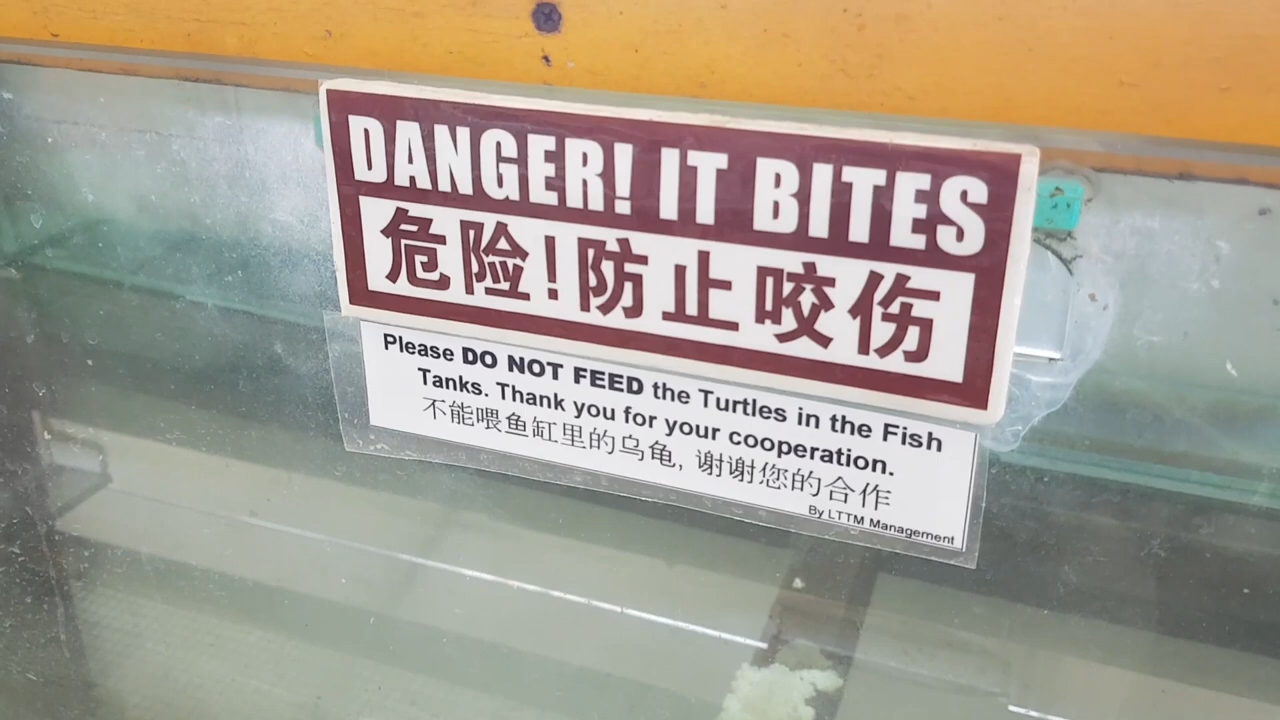 DANGER! IT BITES
危险!防止咬伤
Please DO NOT FEED the Turtles in the Fish
Tanks. Thank you for your cooperation.
不能喂鱼缸里的乌龟, 谢谢您的合作
By LTTM Management